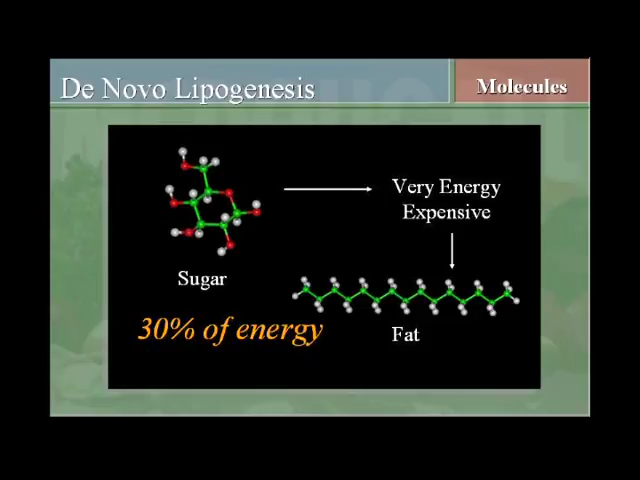 De Novo Lipogenesis
Molecules
Very Energy
Expensive
Sugar
30% of energy
Fat